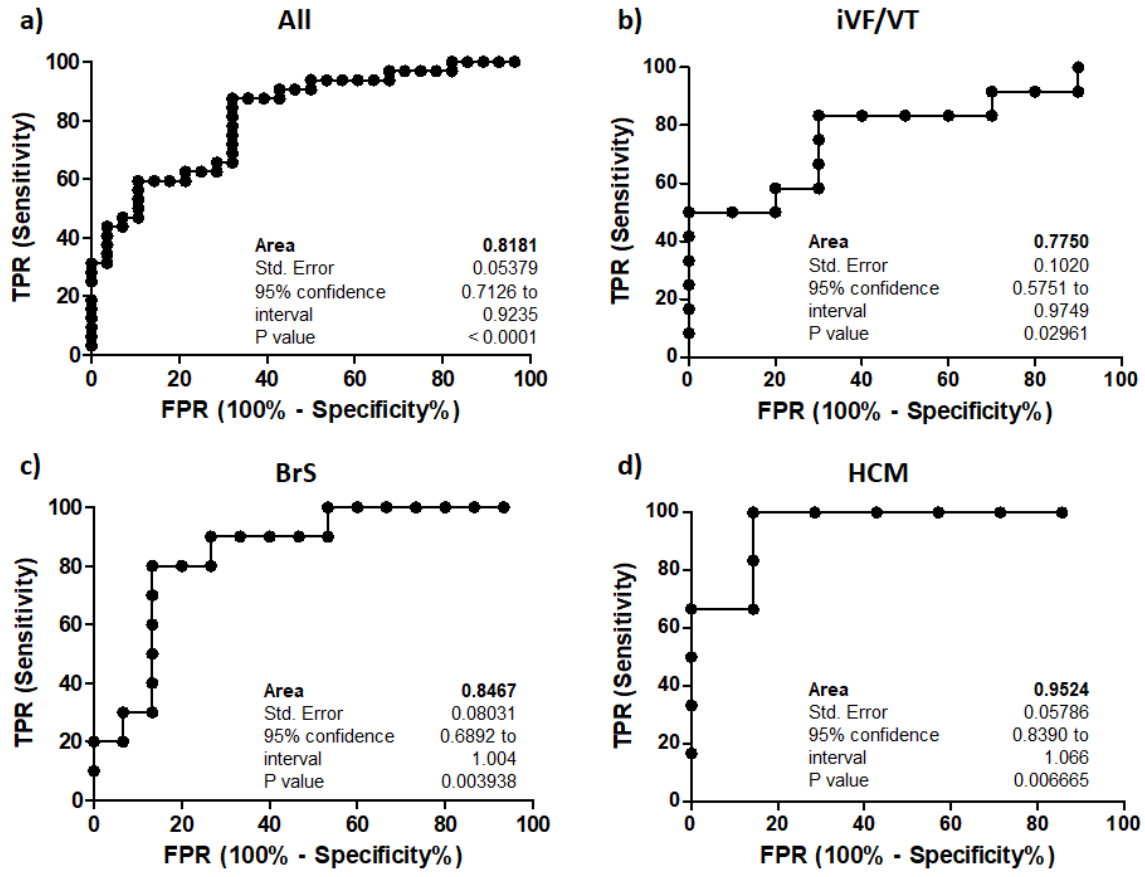 a) All
100
80
60
40
20
0
TPR (Sensitivity)
Area 0.8181
Std. Error 0.05379
95% confidence 0.7126 to
interval 0.9235
P value < 0.0001
0 20 40 60 80 100
FPR (100% - Specificity%)
b) iVF/VT
100
80
60
40
20
0
TPR (Sensitivity)
Area 0.7750
Std. Error 0.1020
95% confidence 0.5751 to
interval 0.9749
P value 0.02961
0 20 40 60 80 100
FPR (100% - Specificity%)
c) BrS
100
80
60
40
20
0
TPR (Sensitivity)
Area 0.8467
Std. Error 0.08031
95% confidence 0.6892 to
interval 1.004
P value 0.003938
0 20 40 60 80 100
FPR (100% - Specificity%)
d) HCM
100
80
60
40
20
0
TPR (Sensitivity)
Area 0.9524
Std. Error 0.05786
95% confidence 0.8390 to
interval 1.066
P value 0.006665
0 20 40 60 80 100
FPR (100% - Specificity%)